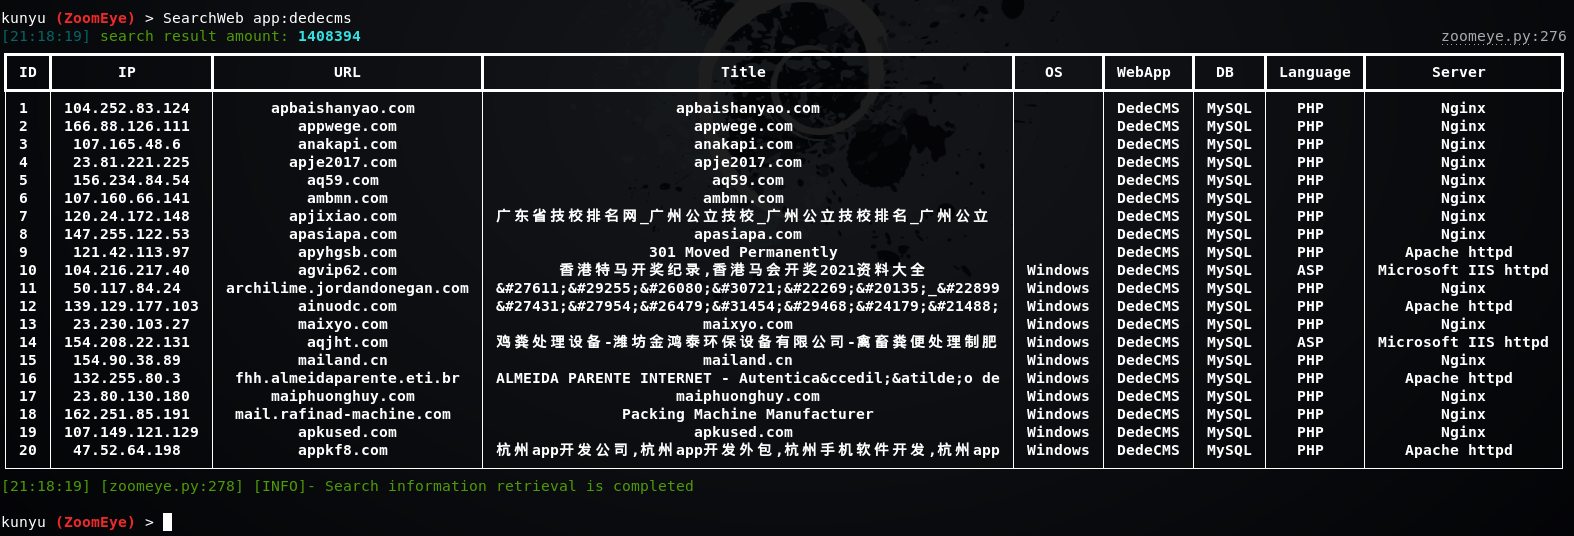 kunyu (ZoomEye) > SearchWeb app:dedecms
[21:18:19] search result amount: 1408394 zoomeye.py:276
ID IP URL Title OS WebApp DB Language Server
1 104.252.83.124 apbaishanyao.com apbaishanyao.com DedeCMS MySQL PHP Nginx
2 166.88.126.111 appwege.com appwege.com DedeCMS MySQL PHP Nginx
3 107.165.48.6 anakapi.com anakapi.com DedeCMS MySQL PHP Nginx
4 23.81.221.225 apje2017.com apje2017.com DedeCMS MySQL PHP Nginx
5 156.234.84.54 aq59.com aq59.com DedeCMS MySQL PHP Nginx
6 107.160.66.141 ambmn.com ambmn.com DedeCMS MySQL PHP Nginx
7 120.24.172.148 apjixiao.com 广东省技校排名网_广州公立技校_广州公立技校排名_广州公立 DedeCMS MySQL PHP Nginx
8 147.255.122.53 apasiapa.com apasiapa.com DedeCMS MySQL PHP Nginx
9 121.42.113.97 apyhgsb.com 301 Moved Permanently DedeCMS MySQL PHP Apache httpd
10 104.216.217.40 agvip62.com 香港特马开奖纪录,香港马会开奖2021资料大全 Windows DedeCMS MySQL ASP Microsoft IIS httpd
11 50.117.84.24 archilime.jordandonegan.com &#27611;&#29255;&#26080;&#30721;&#22269;&#20135;_&#22899 Windows DedeCMS MySQL PHP Nginx
12 139.129.177.103 ainuodc.com &#27431;&#27954;&#26479;&#31454;&#29468;&#24179;&#21488; Windows DedeCMS MySQL PHP Apache httpd
13 23.230.103.27 maixyo.com maixyo.com Windows DedeCMS MySQL PHP Nginx
14 154.208.22.131 aqjht.com 鸡粪处理设备-潍坊金鸿泰环保设备有限公司-禽畜粪便处理制肥 Windows DedeCMS MySQL ASP Microsoft IIS httpd
15 154.90.38.89 mailand.cn mailand.cn Windows DedeCMS MySQL PHP Nginx
16 132.255.80.3 fhh.almeidaparente.eti.br ALMEIDA PARENTE INTERNET - Autentica&ccedil;&atilde;o de Windows DedeCMS MySQL PHP Apache httpd
17 23.80.130.180 maiphuonghuy.com maiphuonghuy.com Windows DedeCMS MySQL PHP Nginx
18 162.251.85.191 mail.rafinad-machine.com Packing Machine Manufacturer Windows DedeCMS MySQL PHP Nginx
19 107.149.121.129 apkused.com apkused.com Windows DedeCMS MySQL PHP Nginx
20 47.52.64.198 appkf8.com 杭州app开发公司,杭州app开发外包,杭州手机软件开发,杭州app Windows DedeCMS MySQL PHP Apache httpd
[21:18:19] [zoomeye.py:278] [INFO]- Search information retrieval is completed
kunyu (ZoomEye) >